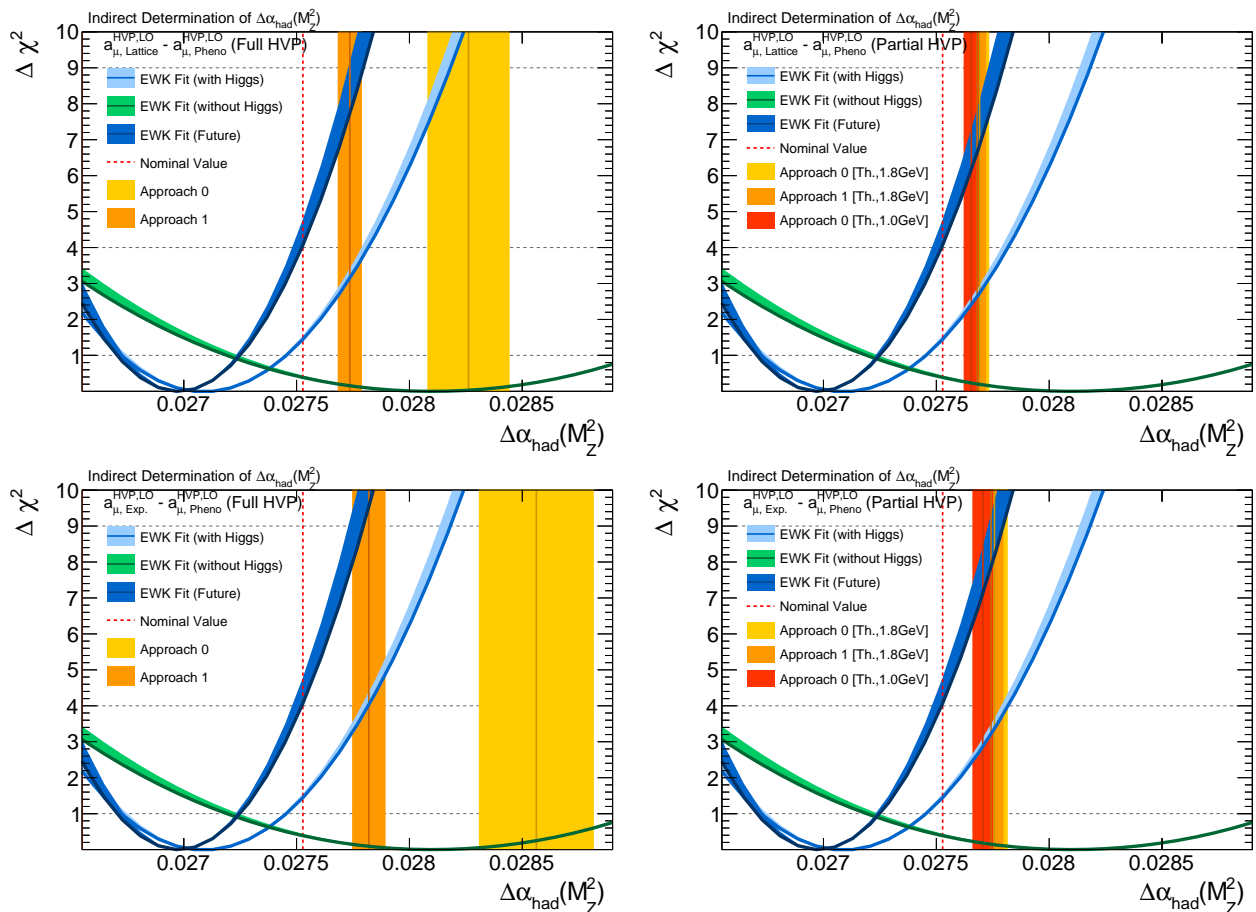 Indirect Determination of Δα_had(M_Z^2)
a_μ, Lattice^HVP,LO - a_μ, Pheno^HVP,LO (Full HVP)
EWK Fit (with Higgs)
EWK Fit (without Higgs)
EWK Fit (Future)
Nominal Value
Approach 0
Approach 1
Δ χ^2
10
9
8
7
6
5
4
3
2
1
0.027 0.0275 0.028 0.0285
Δα_had(M_Z^2)
Indirect Determination of Δα_had(M_Z^2)
a_μ, Lattice^HVP,LO - a_μ, Pheno^HVP,LO (Partial HVP)
EWK Fit (with Higgs)
EWK Fit (without Higgs)
EWK Fit (Future)
Nominal Value
Approach 0 [Th.,1.8GeV]
Approach 1 [Th.,1.8GeV]
Approach 0 [Th.,1.0GeV]
Δ χ^2
10
9
8
7
6
5
4
3
2
1
0.027 0.0275 0.028 0.0285
Δα_had(M_Z^2)
Indirect Determination of Δα_had(M_Z^2)
a_μ, Exp.^HVP,LO - a_μ, Pheno^HVP,LO (Full HVP)
EWK Fit (with Higgs)
EWK Fit (without Higgs)
EWK Fit (Future)
Nominal Value
Approach 0
Approach 1
Δ χ^2
10
9
8
7
6
5
4
3
2
1
0.027 0.0275 0.028 0.0285
Δα_had(M_Z^2)
Indirect Determination of Δα_had(M_Z^2)
a_μ, Exp.^HVP,LO - a_μ, Pheno^HVP,LO (Partial HVP)
EWK Fit (with Higgs)
EWK Fit (without Higgs)
EWK Fit (Future)
Nominal Value
Approach 0 [Th.,1.8GeV]
Approach 1 [Th.,1.8GeV]
Approach 0 [Th.,1.0GeV]
Δ χ^2
10
9
8
7
6
5
4
3
2
1
0.027 0.0275 0.028 0.0285
Δα_had(M_Z^2)